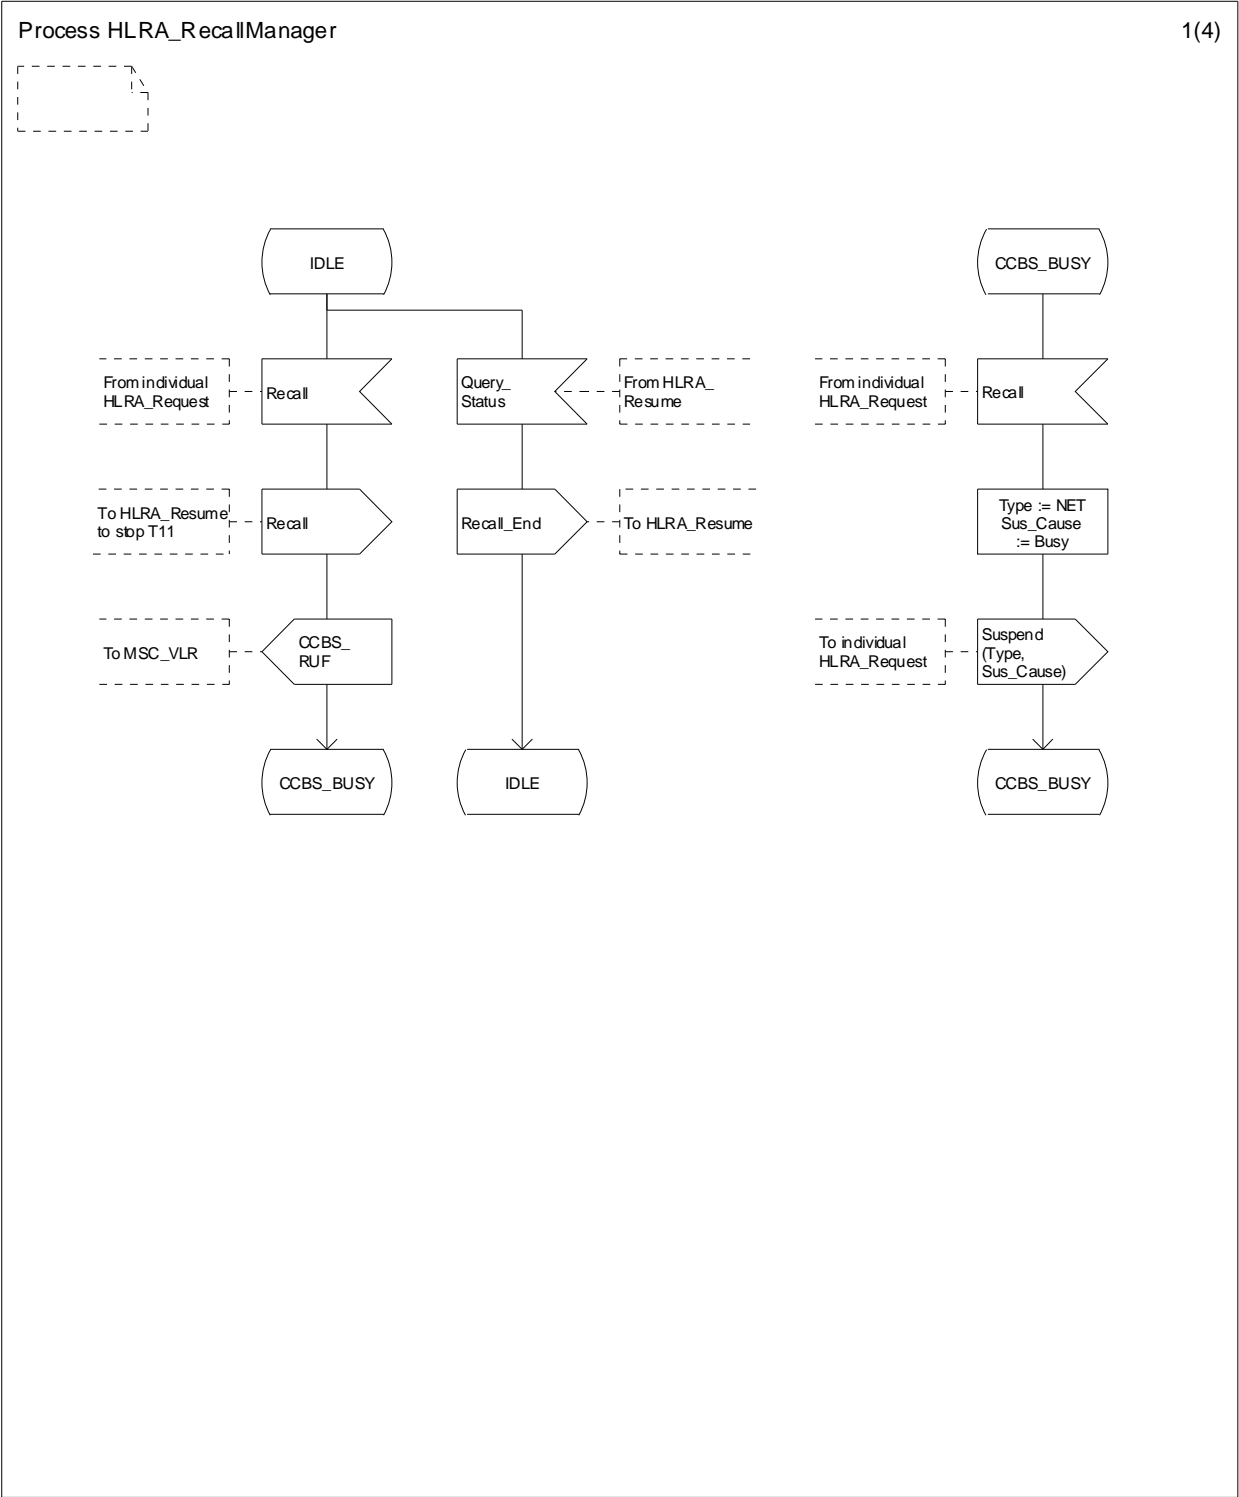 Process HLRA_RecallManager
1(4)
IDLE
CCBS_BUSY
From individual
HLRA_Request
Recall
Query_
Status
From HLRA_
Resume
From individual
HLRA_Request
Recall
To HLRA_Resume
to stop T11
Recall
Recall_End
To HLRA_Resume
Type := NET
Sus_Cause
:= Busy
To MSC_VLR
CCBS_
RUF
To individual
HLRA_Request
Suspend
(Type,
Sus_Cause)
CCBS_BUSY
IDLE
CCBS_BUSY